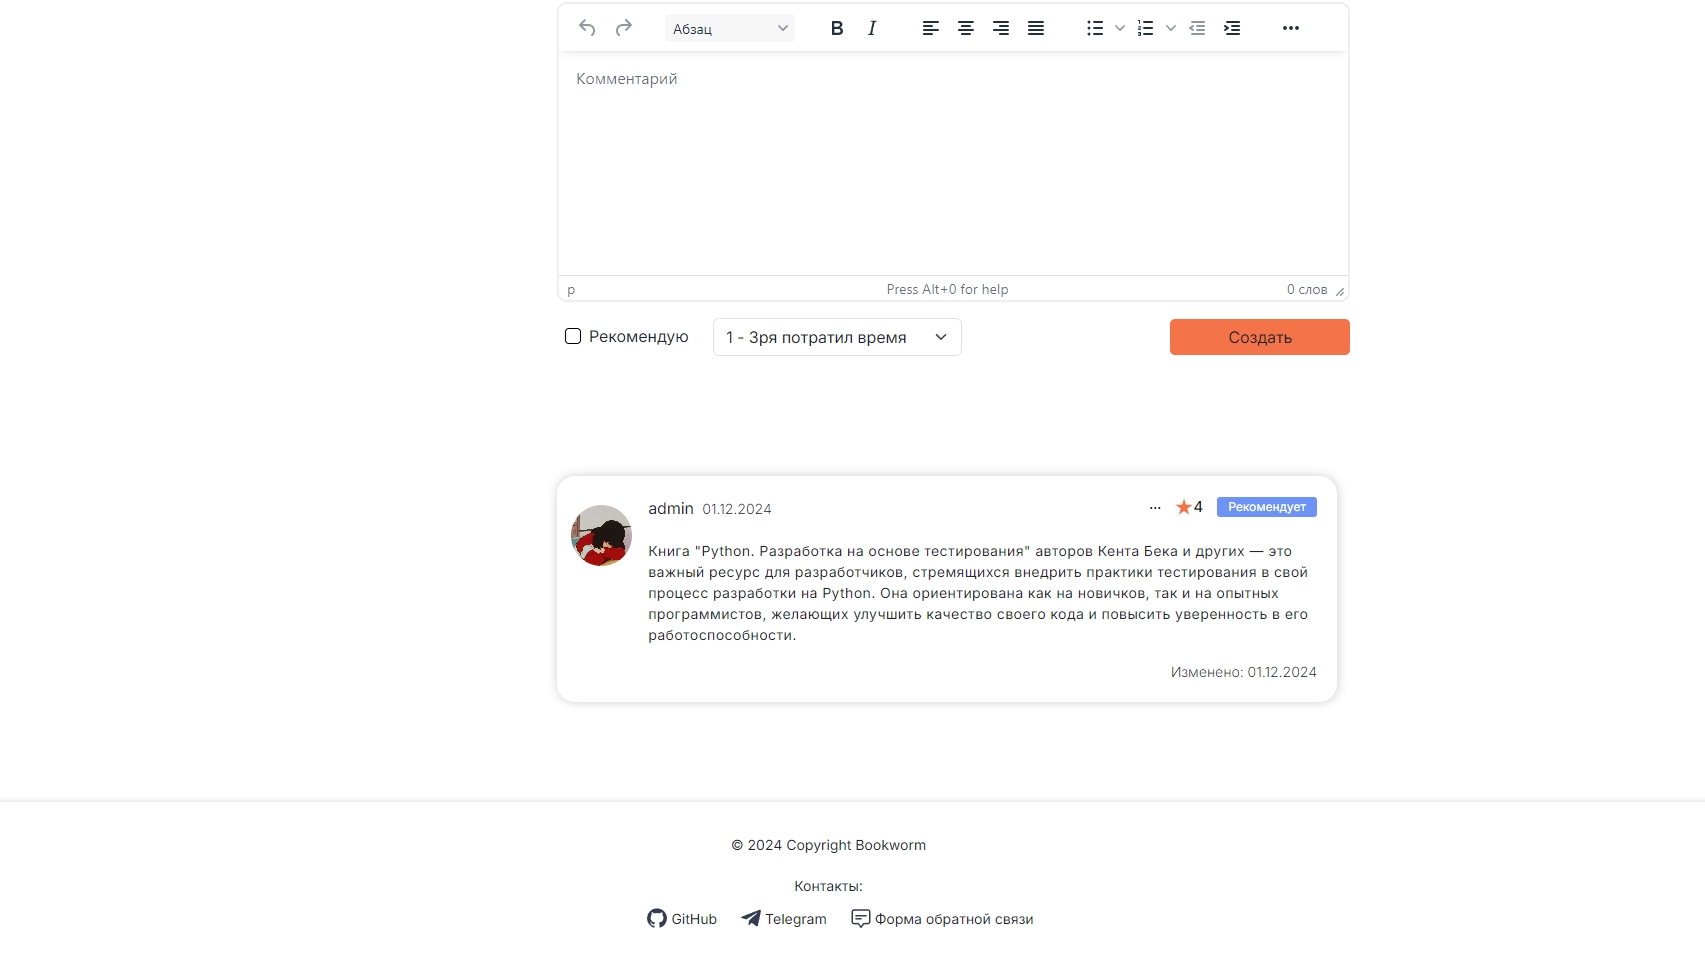 Абзац B I
Комментарий
p Press Alt+0 for help 0 слов
Рекомендую 1 - Зря потратил время Создать
admin 01.12.2024 ... 4 Рекомендует
Книга "Python. Разработка на основе тестирования" авторов Кента Бека и других — это
важный ресурс для разработчиков, стремящихся внедрить практики тестирования в свой
процесс разработки на Python. Она ориентирована как на новичков, так и на опытных
программистов, желающих улучшить качество своего кода и повысить уверенность в его
работоспособности.
Изменено: 01.12.2024
© 2024 Copyright Bookworm
Контакты:
GitHub Telegram Форма обратной связи